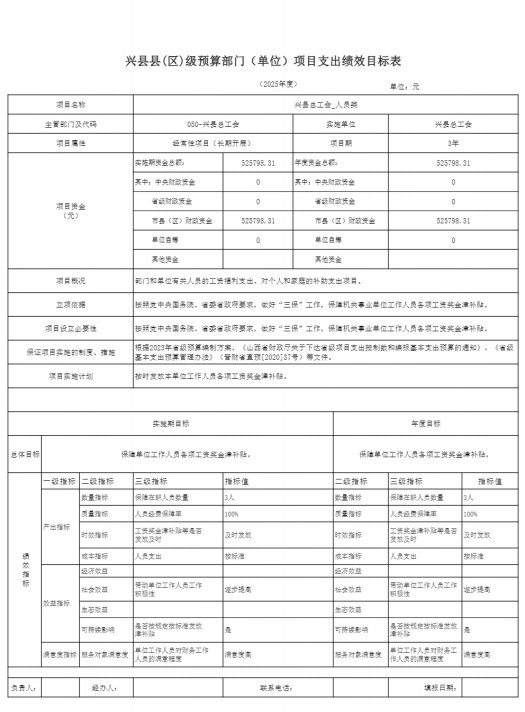 兴县县(区)级预算部门（单位）项目支出绩效目标表
（2025年度）
单位：元
项目名称 兴县总工会_人员类
主管部门及代码 050-兴县总工会 实施单位 兴县总工会
项目属性 经常性项目（长期开展） 项目期 3年
项目资金
（元）
实施期资金总额： 525798.31 年度资金总额： 525798.31
其中：中央财政资金 0 其中：中央财政资金 0
省级财政资金 0 省级财政资金 0
市县（区）财政资金 525798.31 市县（区）财政资金 525798.31
单位自筹 0 单位自筹 0
其他资金 其他资金
项目概况 部门和单位有关人员的工资福利支出、对个人和家庭的补助支出项目。
立项依据 按照党中央国务院、省委省政府要求，做好“三保”工作，保障机关事业单位工作人员各项工资奖金津补贴。
项目设立必要性 按照党中央国务院、省委省政府要求，做好“三保”工作，保障机关事业单位工作人员各项工资奖金津补贴。
保证项目实施的制度、措施 根据2023年省级预算编制方案、《山西省财政厅关于下达省级项目支出控制数和编报基本支出预算的通知》、《省级
基本支出预算管理办法》（晋财省直预[2020]37号）等文件。
项目实施计划 按时发放本单位工作人员各项工资奖金津补贴。
实施期目标 年度目标
总体目标 保障单位工作人员各项工资奖金津补贴。 保障单位工作人员各项工资奖金津补贴。
绩效指标
一级指标 二级指标 三级指标 指标值 二级指标 三级指标 指标值
产出指标
数量指标 保障在职人员数量 3人 数量指标 保障在职人员数量 3人
质量指标 人员经费保障率 100% 质量指标 人员经费保障率 100%
时效指标 工资奖金津补贴等是否
发放及时 及时发放 时效指标 工资奖金津补贴等是否
发放及时 及时发放
成本指标 人员支出 按标准 成本指标 人员支出 按标准
效益指标
经济效益 经济效益
社会效益 带动单位工作人员工作
积极性 逐步提高 社会效益 带动单位工作人员工作
积极性 逐步提高
生态效益 生态效益
可持续影响 是否按规定按标准发放
津补贴 是 可持续影响 是否按规定按标准发放
津补贴 是
满意度指标 服务对象满意度 单位工作人员对财务工作
人员的满意程度 满意度高 服务对象满意度 单位工作人员对财务工
作人员的满意程度 满意度高
负责人： 经办人： 联系电话： 填报日期：